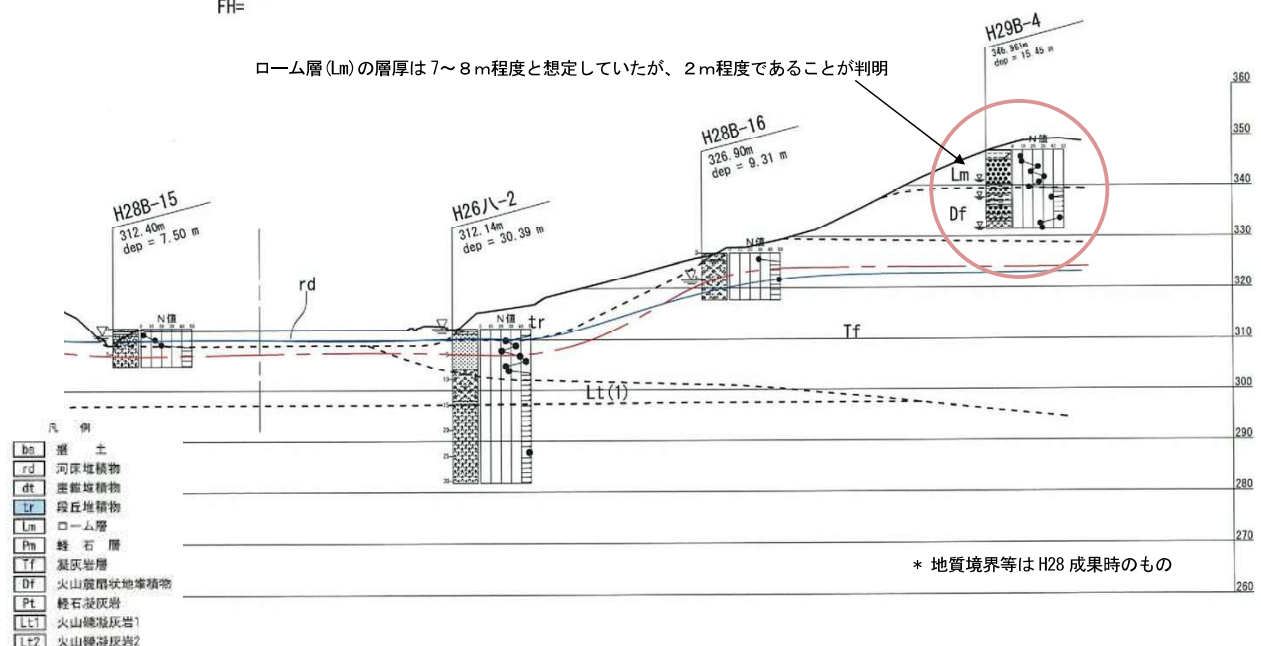 FH=
ローム層(Lm)の層厚は7~8m程度と想定していたが、2m程度であることが判明
H29B-4
346.961m
dep = 15.45 m
360
350
340
330
320
310
300
290
280
270
260
H28B-16
326.90m
dep = 9.31 m
N値
H28B-15
312.40m
dep = 7.50 m
N値
H26八-2
312.14m
dep = 30.39 m
N値
N値
Lm
Df
rd
tr
Tf
Lt(1)
凡 例
bs 盛 土
rd 河床堆積物
dt 崖錐堆積物
tr 段丘堆積物
Lm ローム層
Pm 軽 石 層
Tf 凝灰岩層
Df 火山麓扇状地堆積物
Pt 軽石凝灰岩
Lt1 火山礫凝灰岩1
Lt2 火山礫凝灰岩2
* 地質境界等はH28成果時のもの